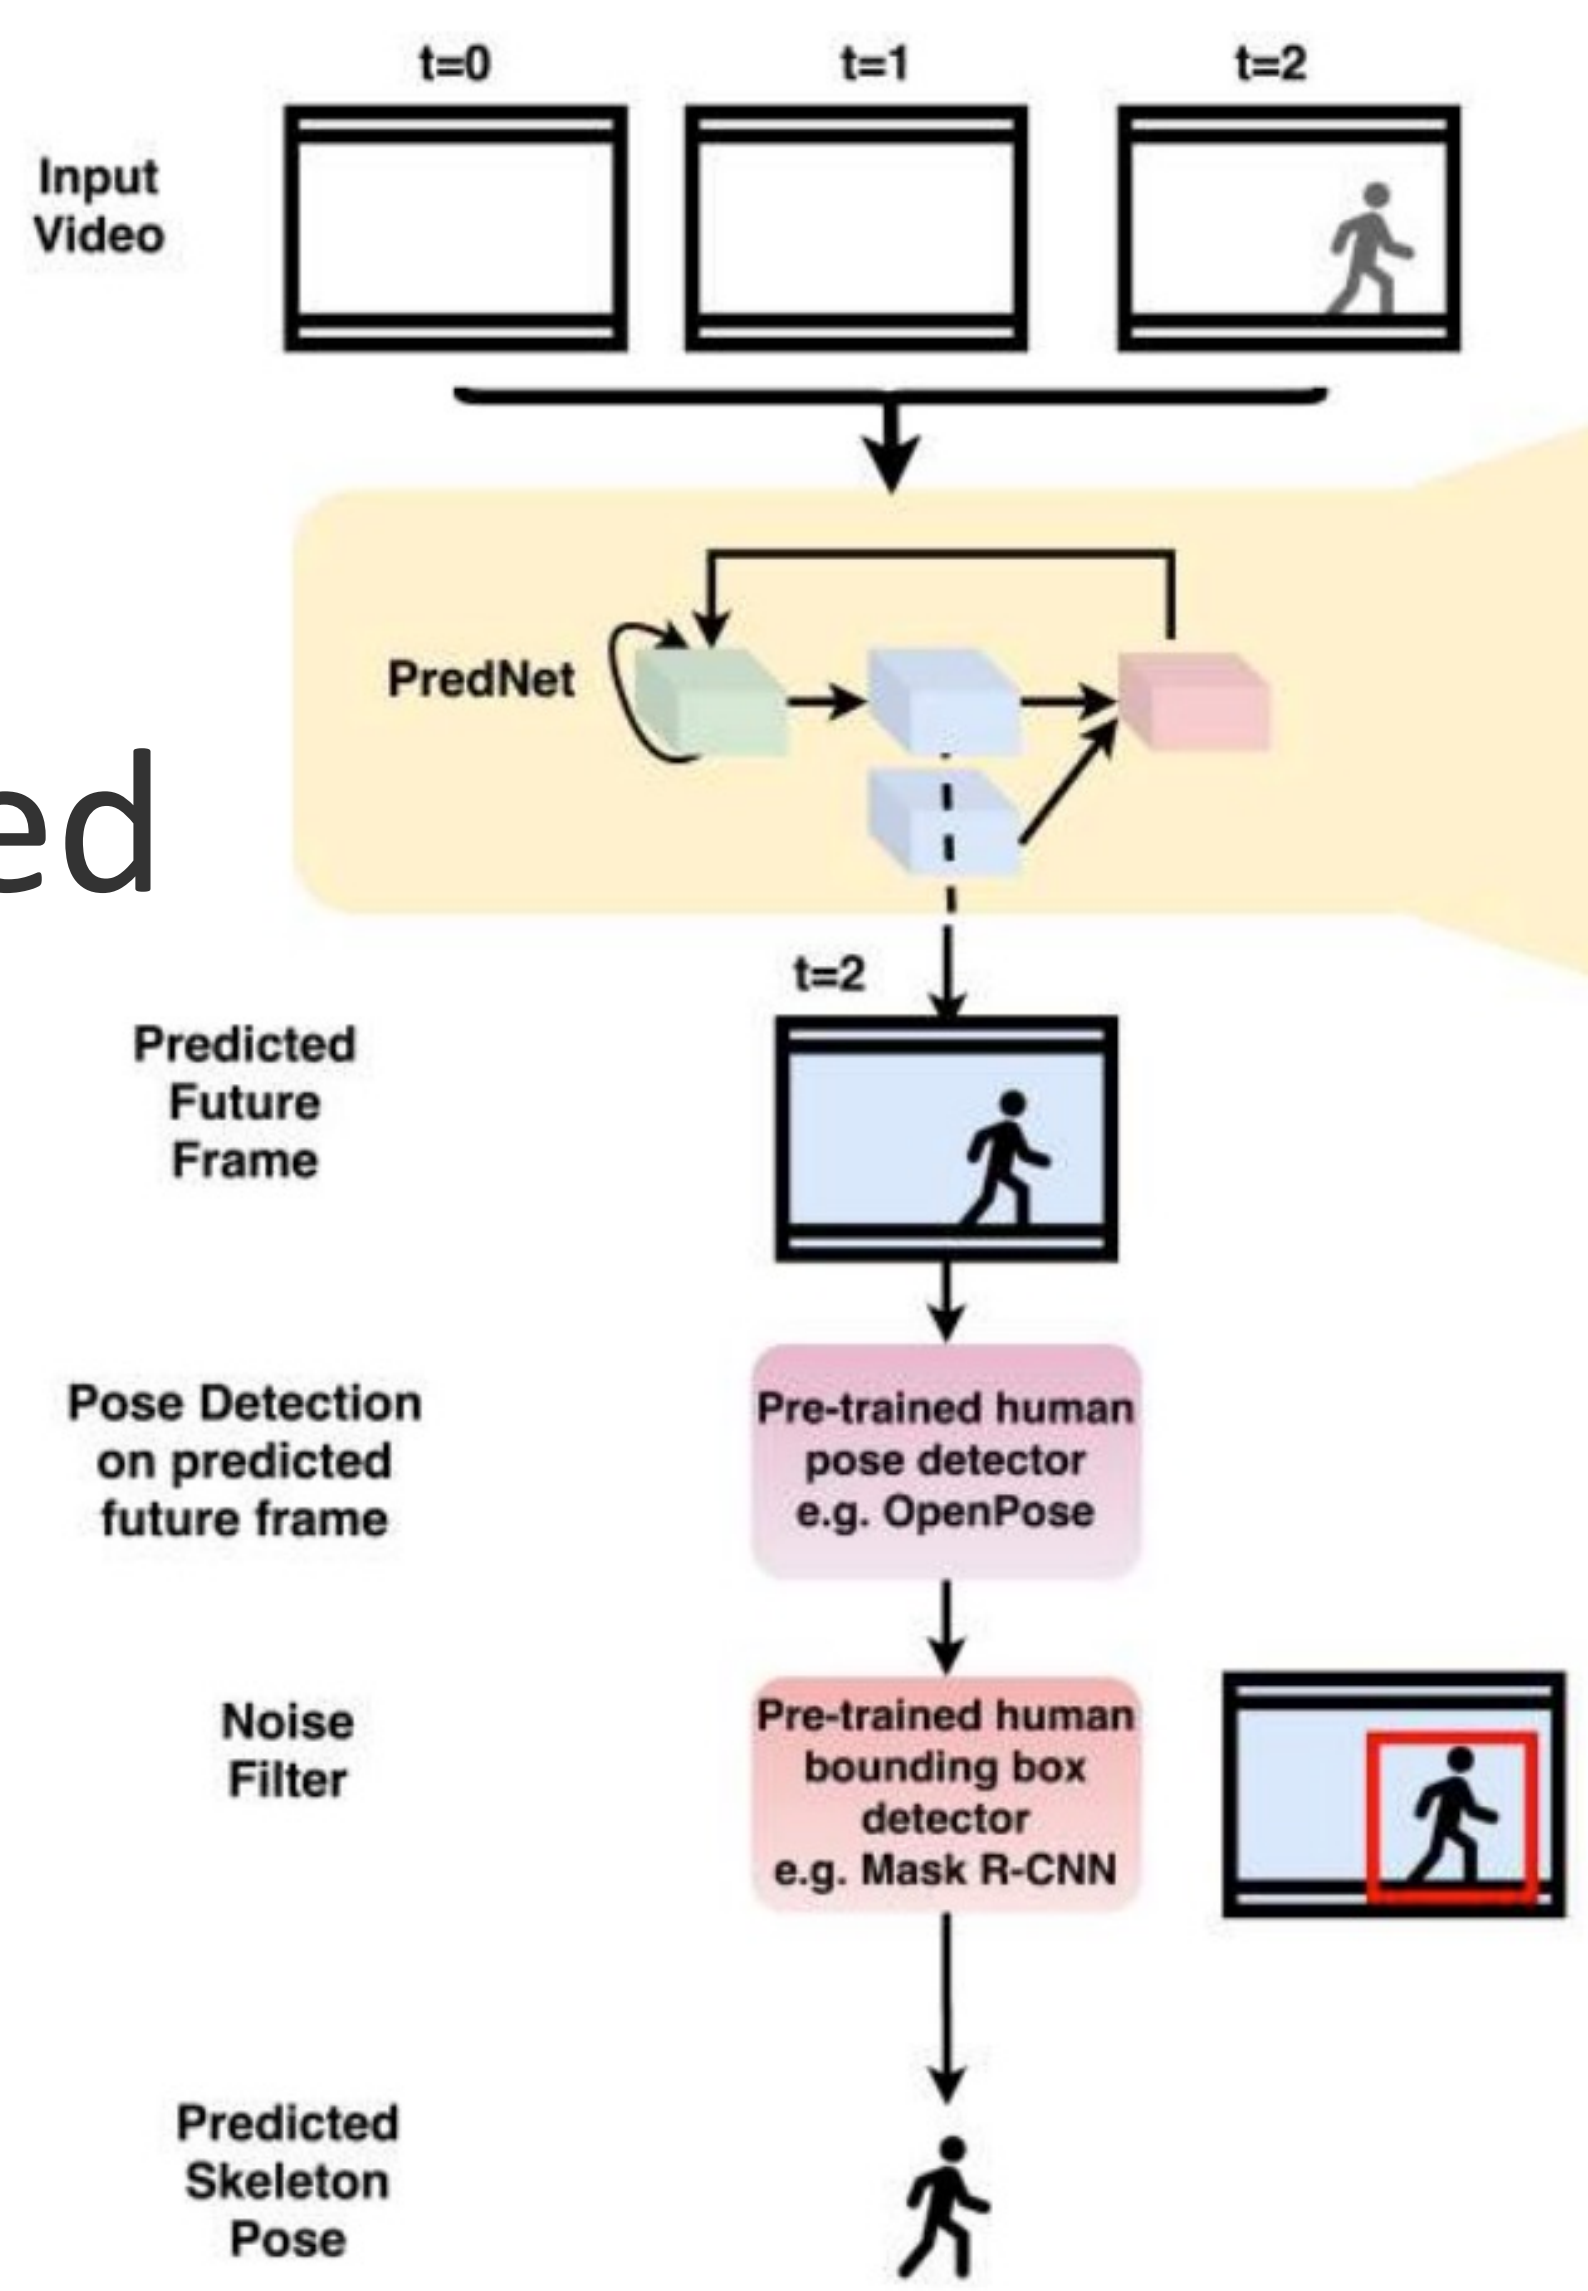 t=0 t=1 t=2
Input
Video
PredNet
ed
t=2
Predicted
Future
Frame
Pose Detection
on predicted
future frame
Pre-trained human
pose detector
e.g. OpenPose
Noise
Filter
Pre-trained human
bounding box
detector
e.g. Mask R-CNN
Predicted
Skeleton
Pose